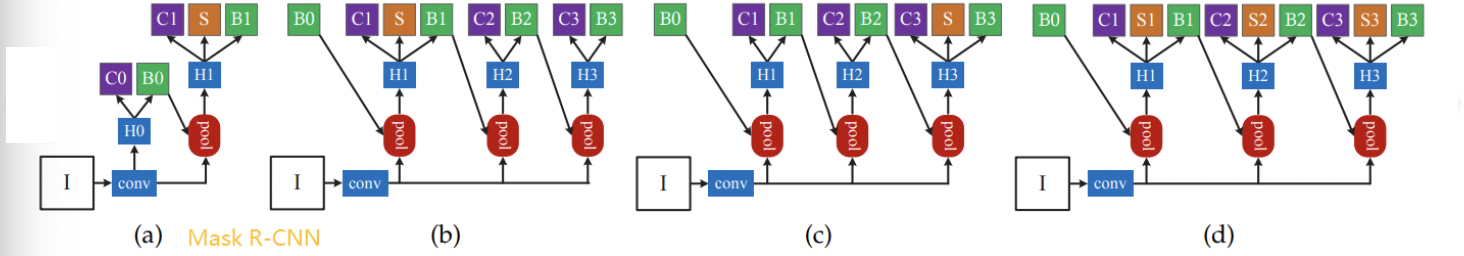 C1 S B1 B0 C1 S B1 C2 B2 C3 B3 B0 C1 B1 C2 B2 C3 S B3 B0 C1 S1 B1 C2 S2 B2 C3 S3 B3
C0 B0 H1 H1 H2 H3 H1 H2 H3 H1 H2 H3
H0 pool pool pool pool pool pool pool pool pool pool
I conv I conv I conv I conv
(a) Mask R-CNN (b) (c) (d)